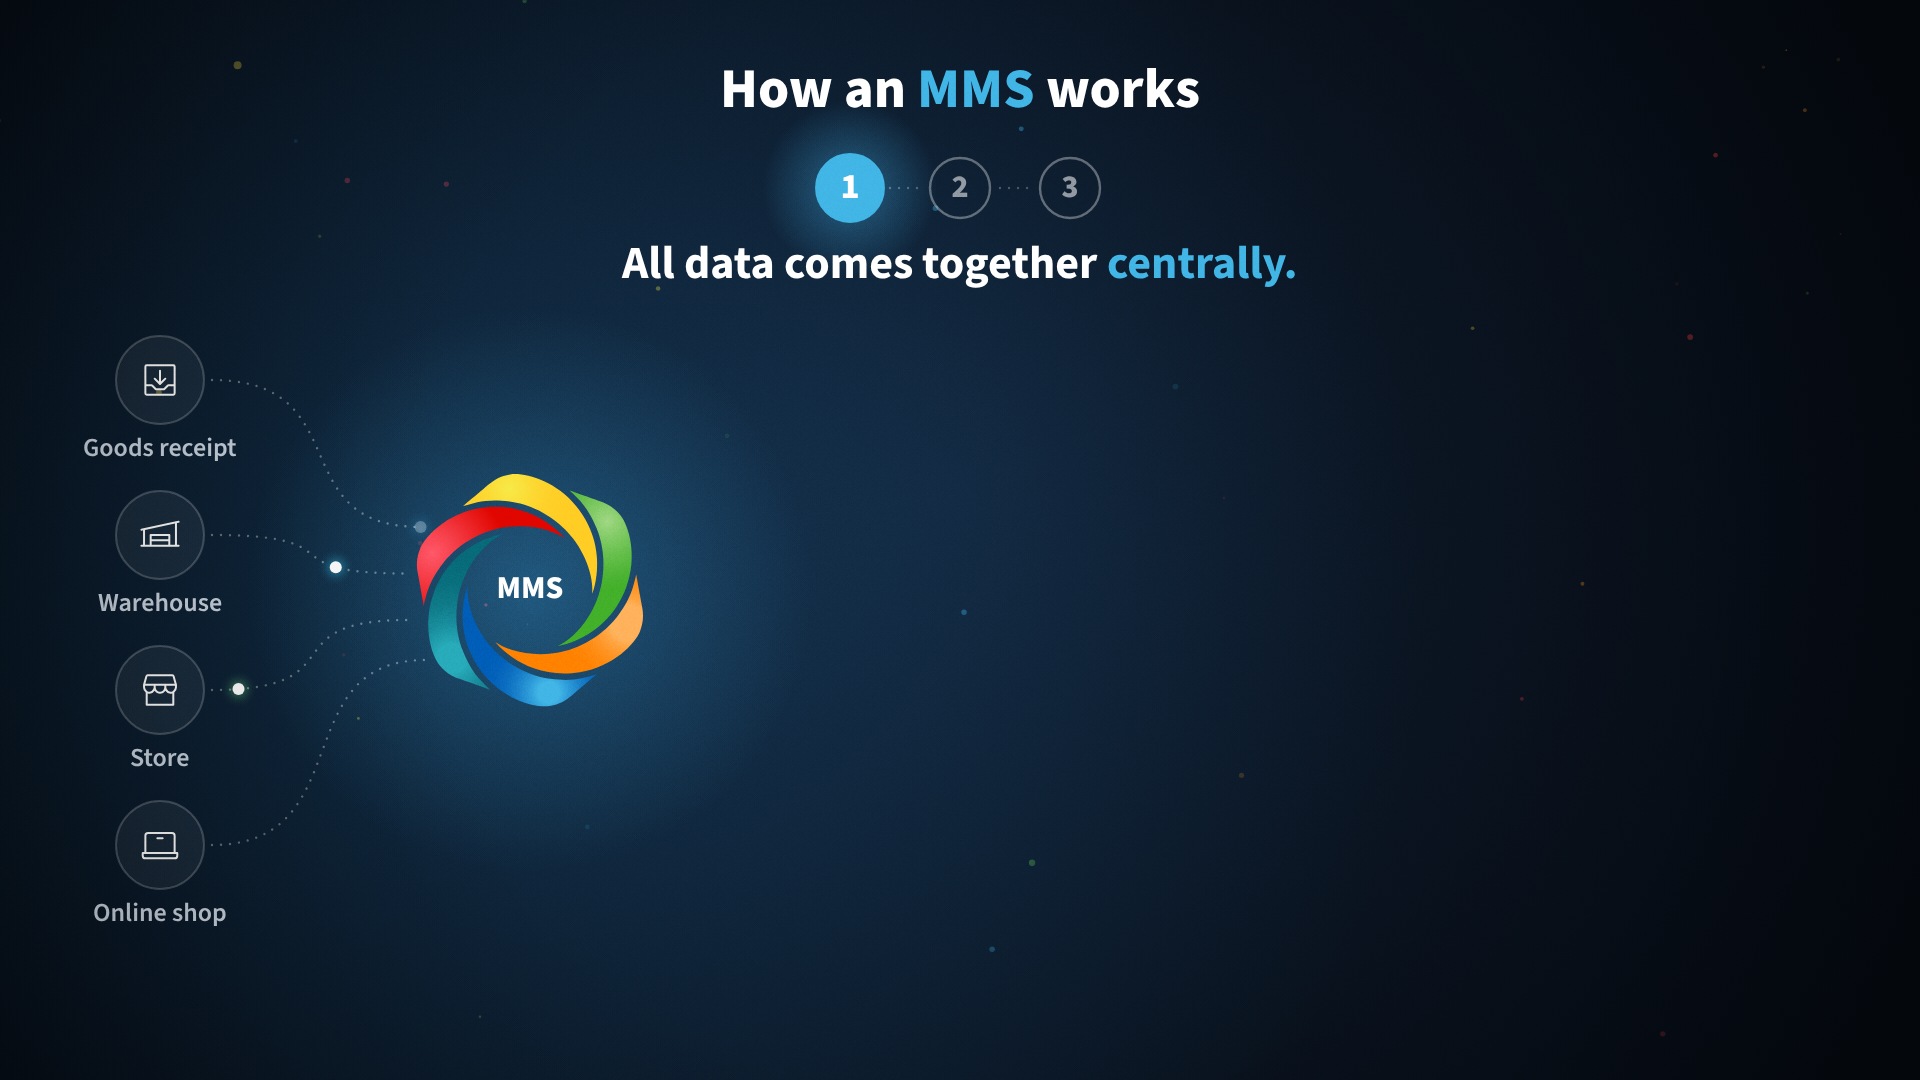 How an MMS works
1
2
3
All data comes together centrally.
Goods receipt
Warehouse
Store
Online shop
MMS